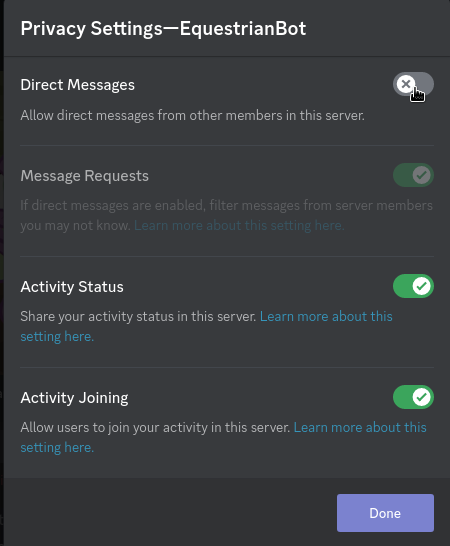 Privacy Settings—EquestrianBot
Direct Messages
Allow direct messages from other members in this server.
Message Requests
If direct messages are enabled, filter messages from server members
you may not know. Learn more about this setting here.
Activity Status
Share your activity status in this server. Learn more about this
setting here.
Activity Joining
Allow users to join your activity in this server. Learn more about this
setting here.
Done